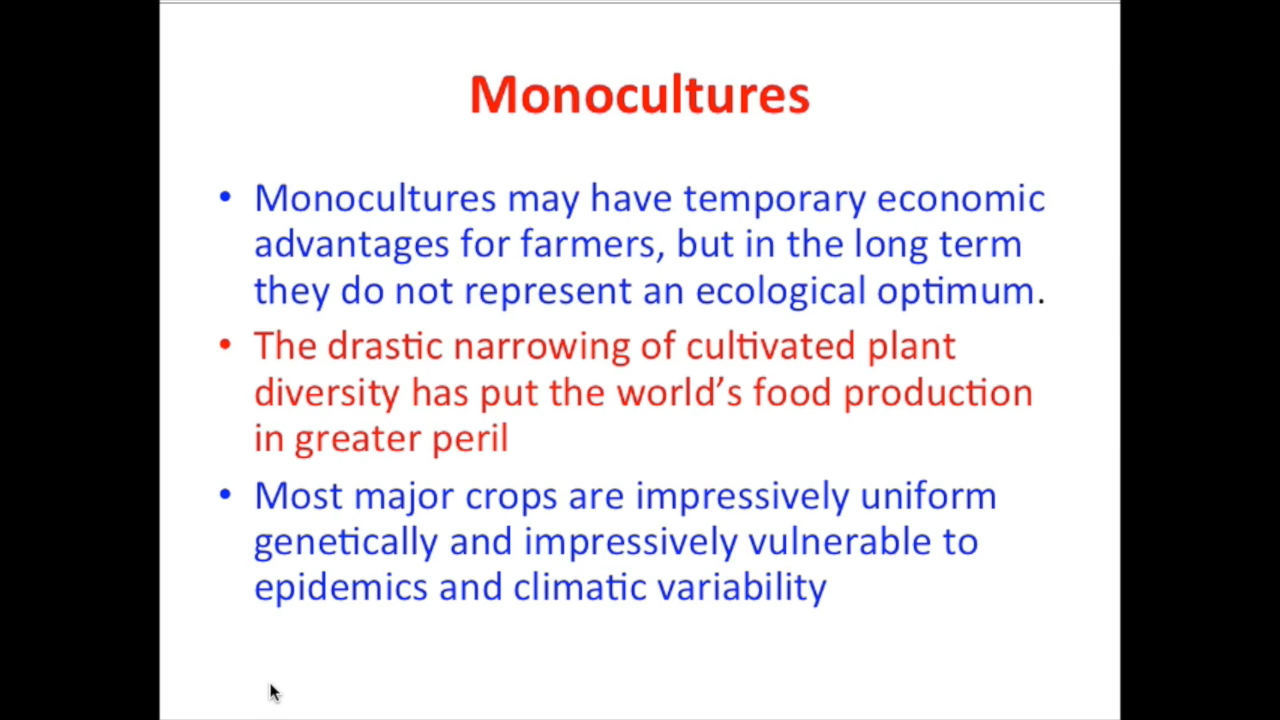 Monocultures
• Monocultures may have temporary economic
advantages for farmers, but in the long term
they do not represent an ecological optimum.
• The drastic narrowing of cultivated plant
diversity has put the world’s food production
in greater peril
• Most major crops are impressively uniform
genetically and impressively vulnerable to
epidemics and climatic variability